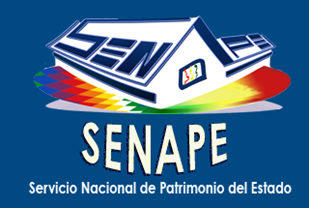 SEN
SENAPE
Servicio Nacional de Patrimonio del Estado